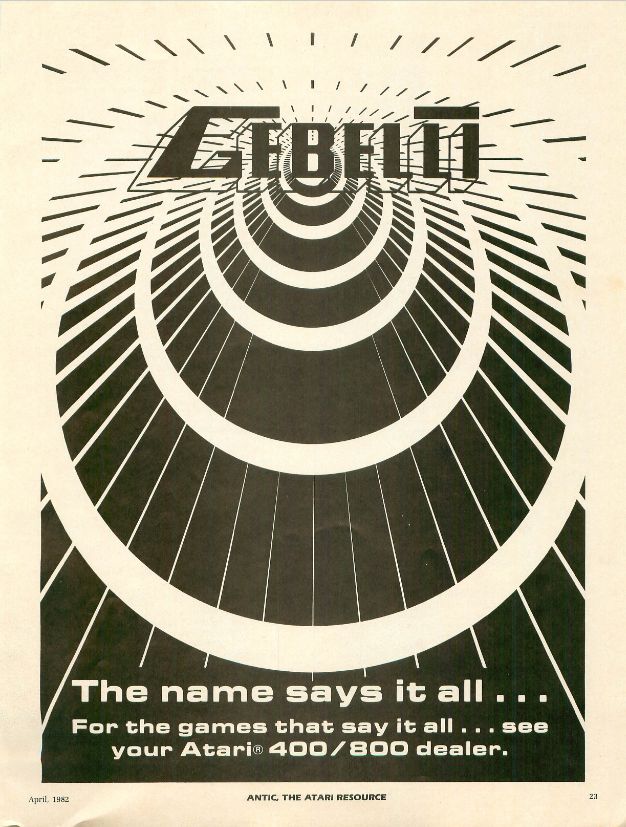 GEBELLI
The name says it all . . .
For the games that say it all . . . see
your Atari® 400/800 dealer.
April, 1982
ANTIC, THE ATARI RESOURCE
23